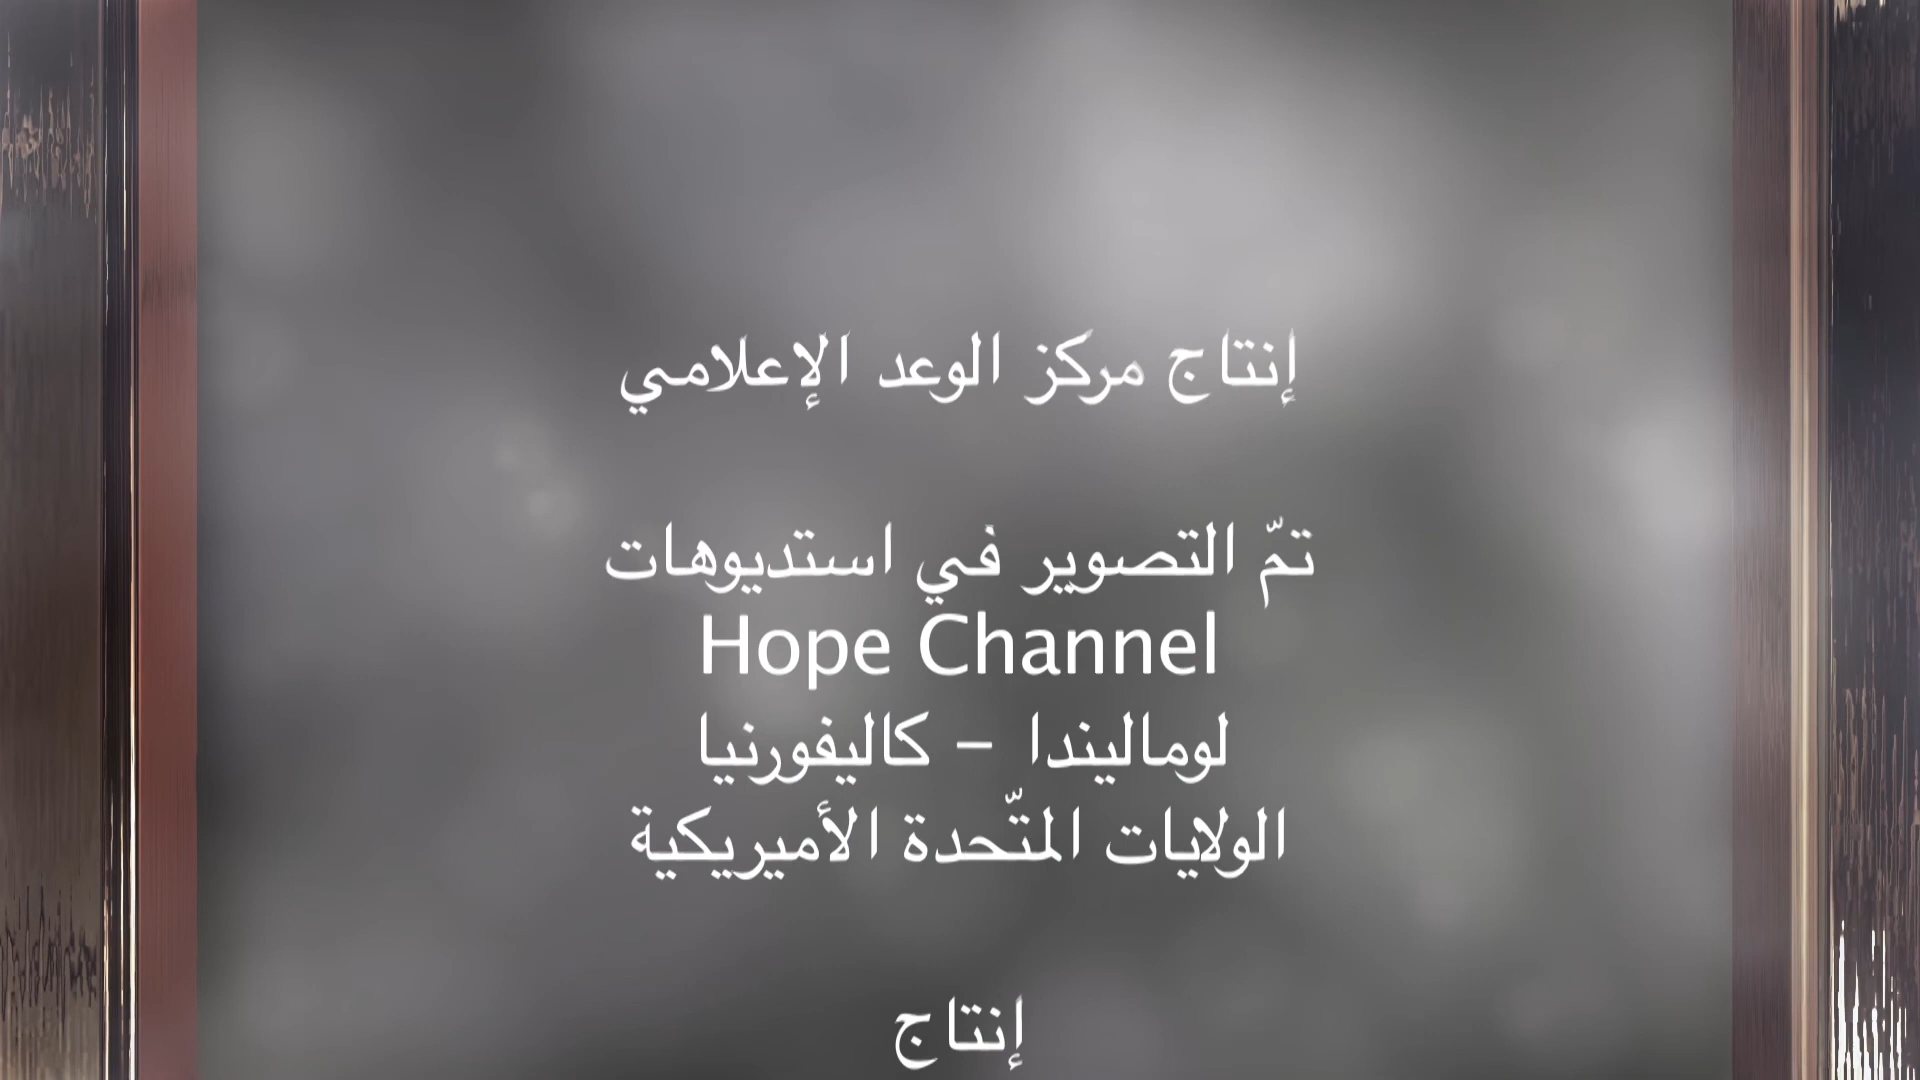 إنتاج مركز الوعد الإعلامي
تمّ التصوير في استديوهات
Hope Channel
لوماليندا – كاليفورنيا
الولايات المتّحدة الأميريكية
إنتاج